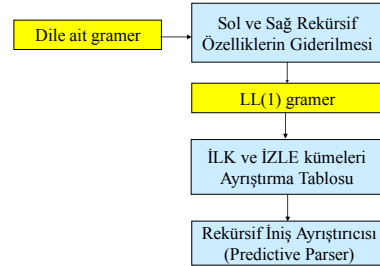 Dile ait gramer
Sol ve Sağ Rekürsif
Özelliklerin Giderilmesi
LL(1) gramer
İLK ve İZLE kümeleri
Ayrıştırma Tablosu
Rekürsif İniş Ayrıştırıcısı
(Predictive Parser)